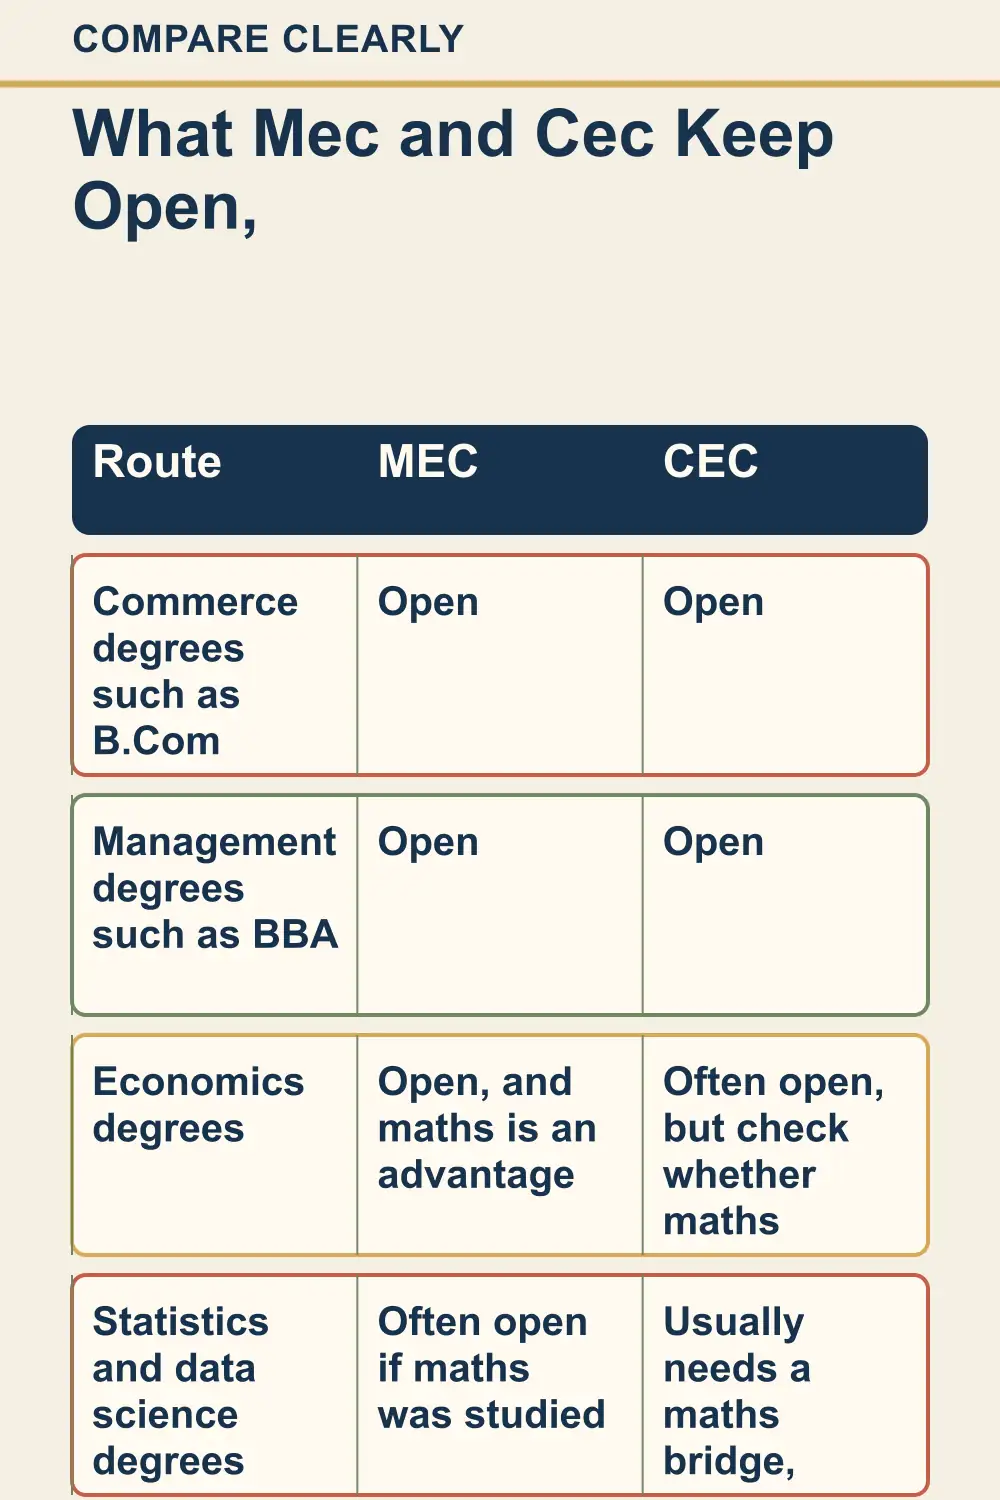 COMPARE CLEARLY
What Mec and Cec Keep
Open,
Route MEC CEC
Commerce
degrees
such as
B.Com
Open
Open
Management
degrees
such as BBA
Open
Open
Economics
degrees
Open, and
maths is an
advantage
Often open,
but check
whether
maths
Statistics
and data
science
degrees
Often open
if maths
was studied
Usually
needs a
maths
bridge,